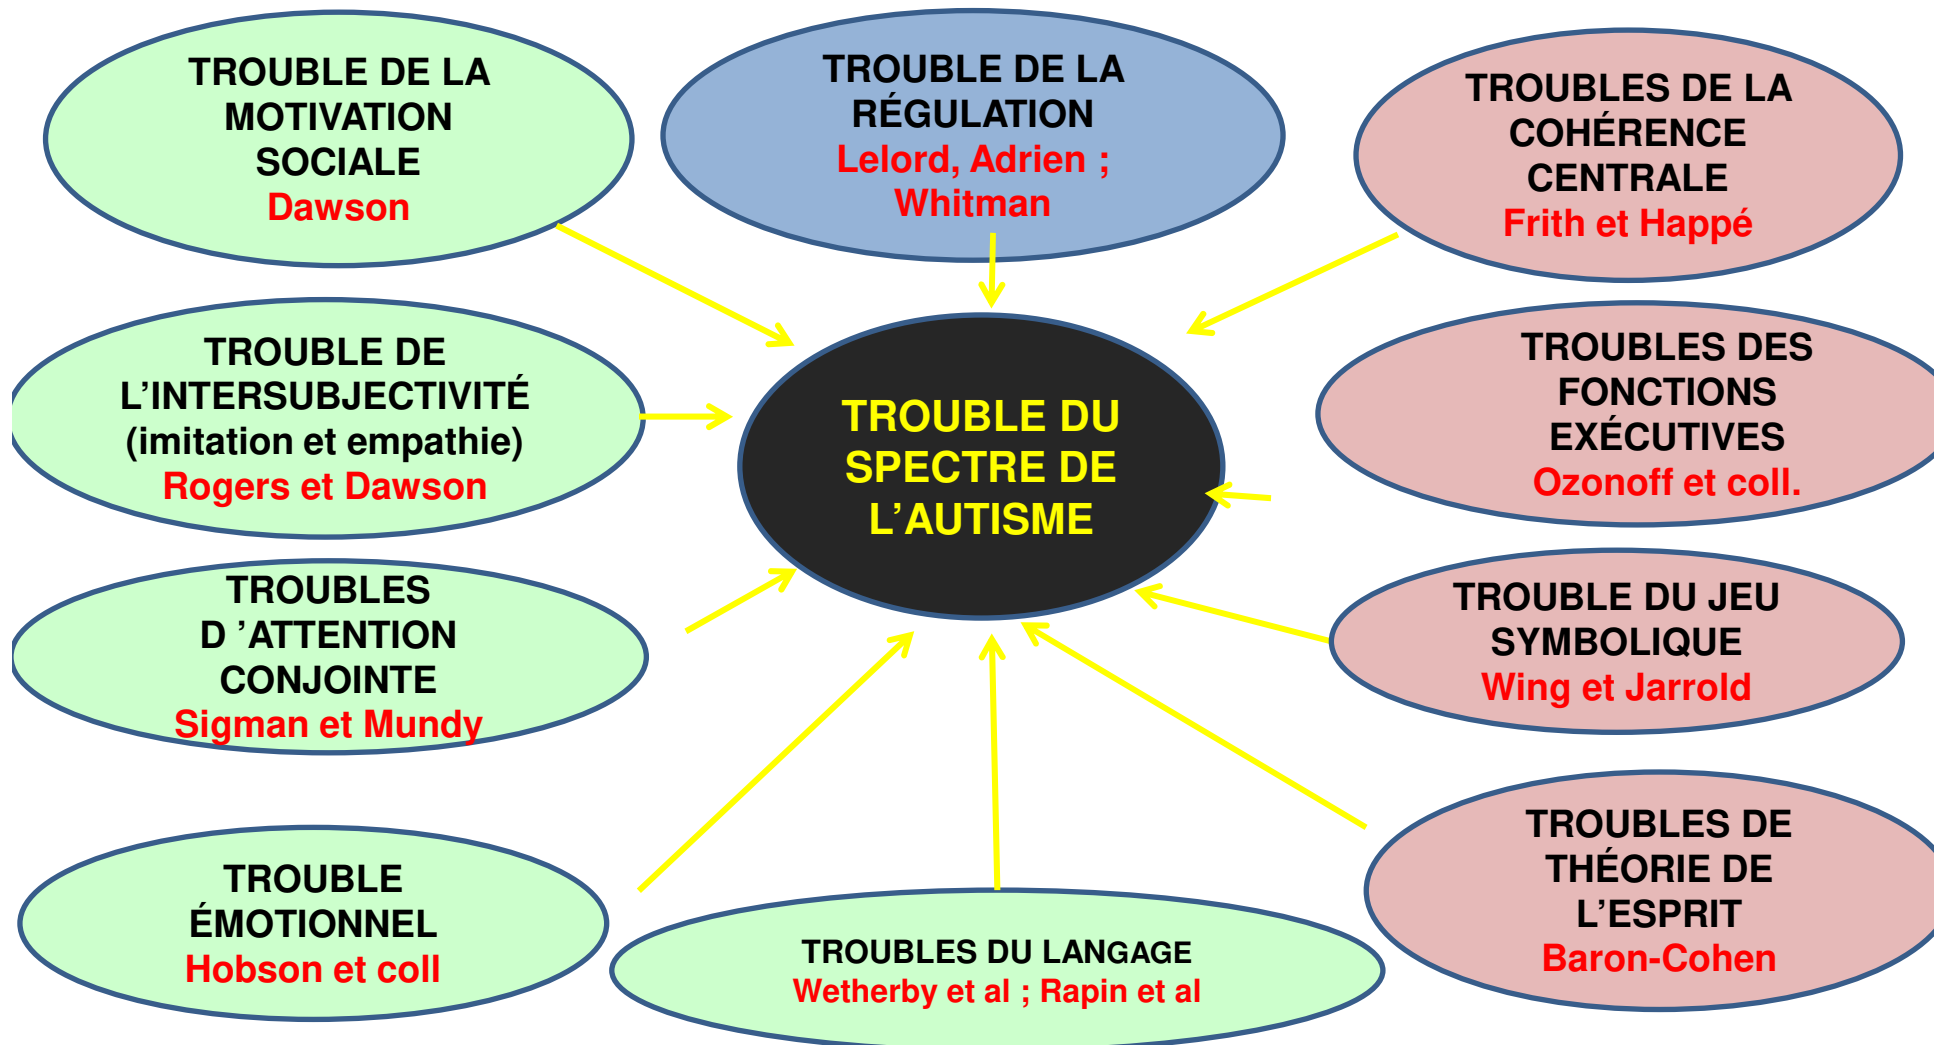 TROUBLE DE LA
MOTIVATION
SOCIALE
Dawson
TROUBLE DE LA
RÉGULATION
Lelord, Adrien ;
Whitman
TROUBLES DE LA
COHÉRENCE
CENTRALE
Frith et Happé
TROUBLE DE
L’INTERSUBJECTIVITÉ
(imitation et empathie)
Rogers et Dawson
TROUBLE DU
SPECTRE DE
L’AUTISME
TROUBLES DES
FONCTIONS
EXÉCUTIVES
Ozonoff et coll.
TROUBLES
D ’ATTENTION
CONJOINTE
Sigman et Mundy
TROUBLE DU JEU
SYMBOLIQUE
Wing et Jarrold
TROUBLE
ÉMOTIONNEL
Hobson et coll
TROUBLES DU LANGAGE
Wetherby et al ; Rapin et al
TROUBLES DE
THÉORIE DE
L’ESPRIT
Baron-Cohen